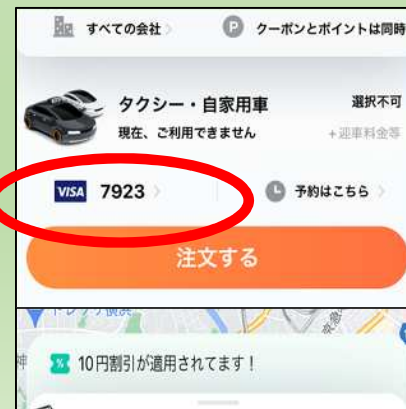 すべての会社
P クーポンとポイントは同時
タクシー・自家用車 選択不可
現在、ご利用できません +迎車料金等
VISA 7923 予約はこちら
注文する
10円割引が適用されてます！